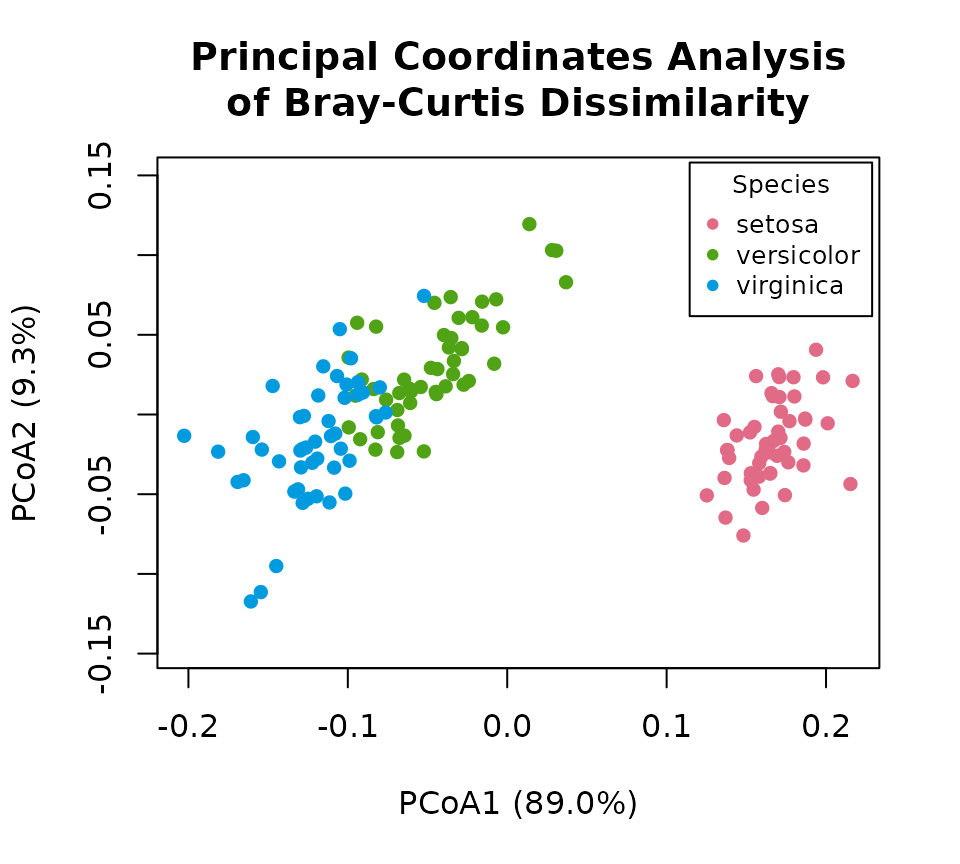 Principal Coordinates Analysis
of Bray-Curtis Dissimilarity
Species
setosa
versicolor
virginica
0.15
0.05
-0.05
-0.15
PCoA2 (9.3%)
-0.2
-0.1
0.0
0.1
0.2
PCoA1 (89.0%)